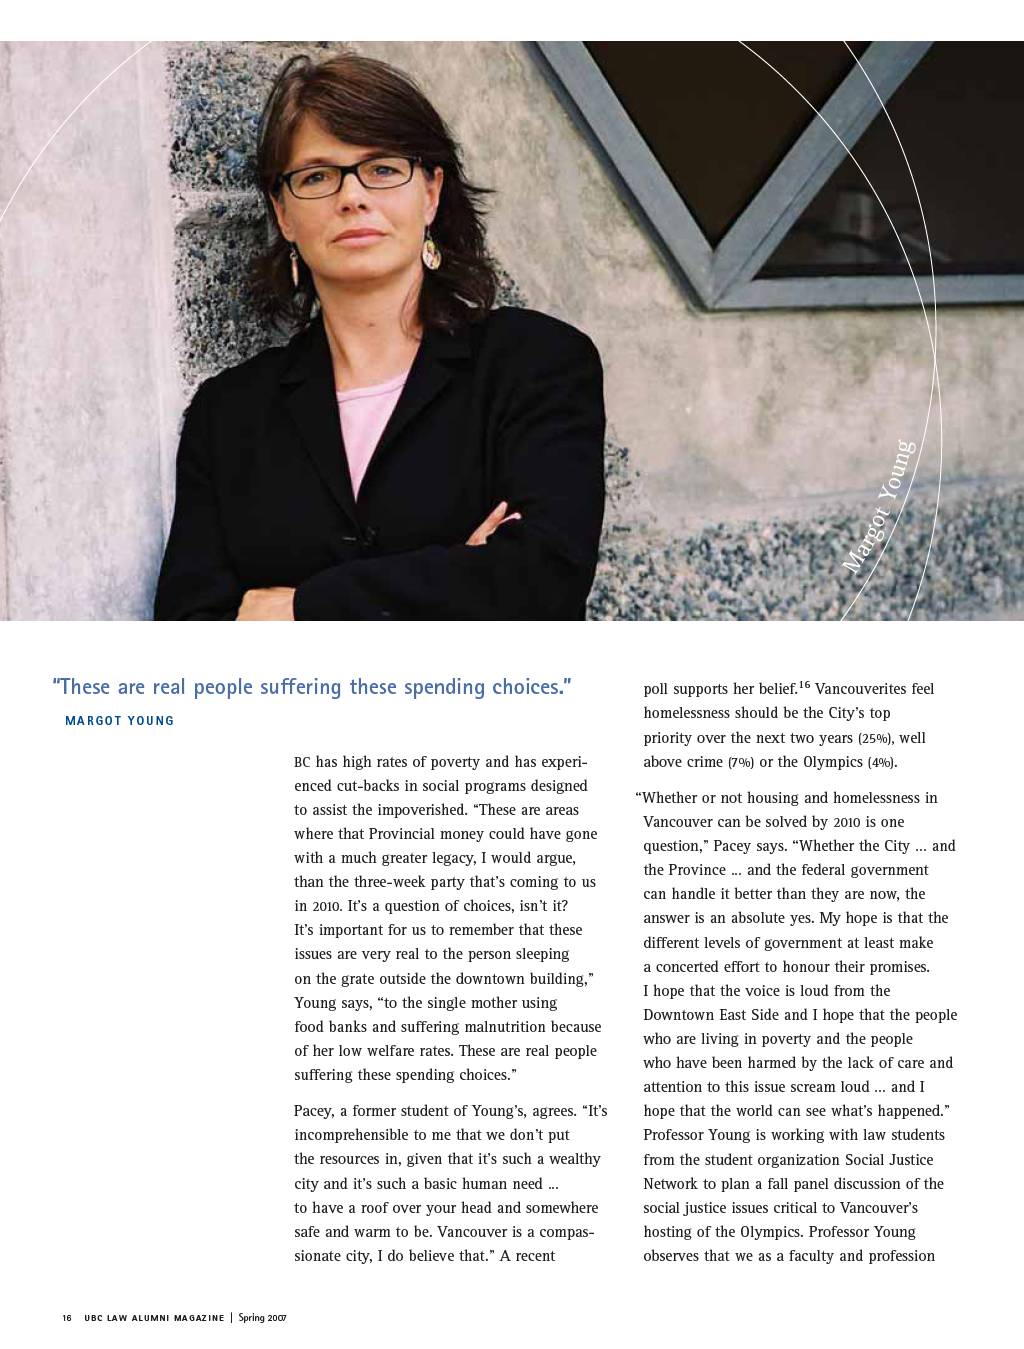 Margot Young
“These are real people suffering these spending choices.”
MARGOT YOUNG
BC has high rates of poverty and has experi-
enced cut-backs in social programs designed
to assist the impoverished. “These are areas
where that Provincial money could have gone
with a much greater legacy, I would argue,
than the three-week party that’s coming to us
in 2010. It’s a question of choices, isn’t it?
It’s important for us to remember that these
issues are very real to the person sleeping
on the grate outside the downtown building,”
Young says, “to the single mother using
food banks and suffering malnutrition because
of her low welfare rates. These are real people
suffering these spending choices.”
Pacey, a former student of Young’s, agrees. “It’s
incomprehensible to me that we don’t put
the resources in, given that it’s such a wealthy
city and it’s such a basic human need ...
to have a roof over your head and somewhere
safe and warm to be. Vancouver is a compas-
sionate city, I do believe that.” A recent
poll supports her belief.16 Vancouverites feel
homelessness should be the City’s top
priority over the next two years (25%), well
above crime (7%) or the Olympics (4%).
“Whether or not housing and homelessness in
Vancouver can be solved by 2010 is one
question,” Pacey says. “Whether the City ... and
the Province ... and the federal government
can handle it better than they are now, the
answer is an absolute yes. My hope is that the
different levels of government at least make
a concerted effort to honour their promises.
I hope that the voice is loud from the
Downtown East Side and I hope that the people
who are living in poverty and the people
who have been harmed by the lack of care and
attention to this issue scream loud ... and I
hope that the world can see what’s happened.”
Professor Young is working with law students
from the student organization Social Justice
Network to plan a fall panel discussion of the
social justice issues critical to Vancouver’s
hosting of the Olympics. Professor Young
observes that we as a faculty and profession
16 UBC LAW ALUMNI MAGAZINE | Spring 2007